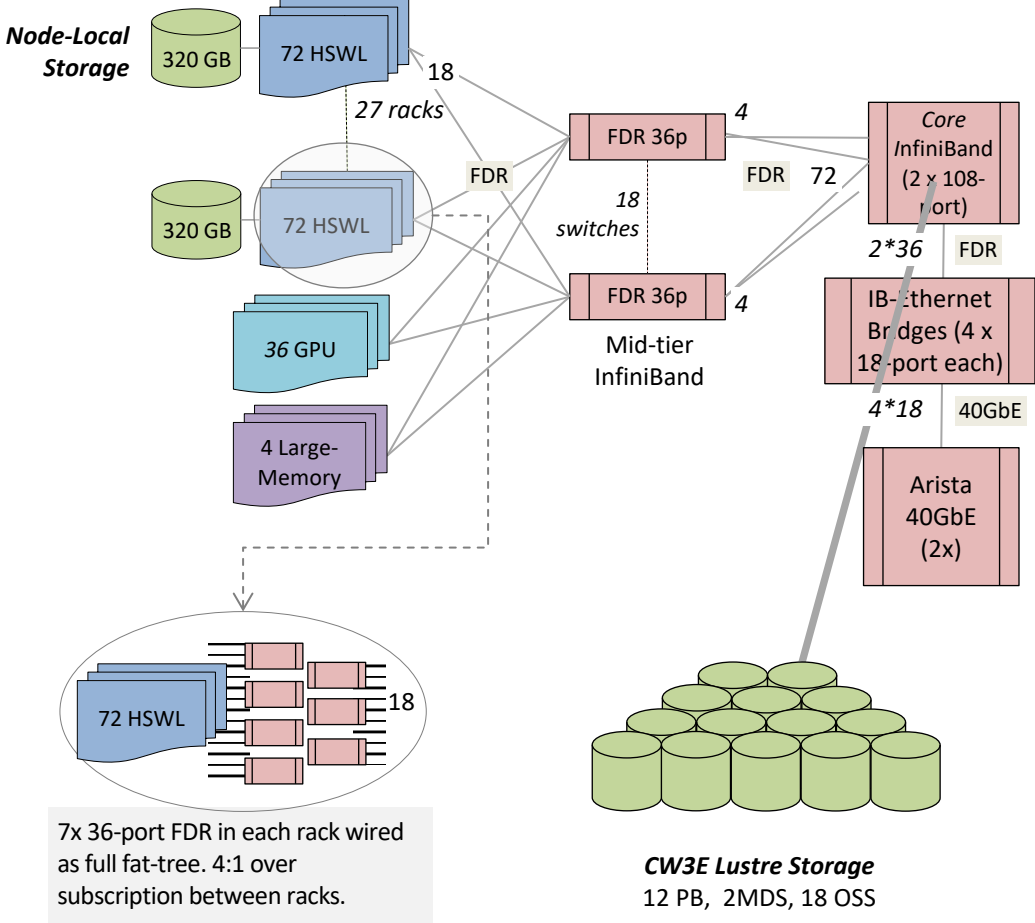 Node-Local
Storage
320 GB
72 HSWL
18
27 racks
320 GB
72 HSWL
FDR
36 GPU
4 Large-
Memory
FDR 36p
4
18
switches
FDR 36p
4
Mid-tier
InfiniBand
FDR
72
Core
InfiniBand
(2 x 108-
port)
2*36
FDR
IB-Ethernet
Bridges (4 x
18-port each)
4*18
40GbE
Arista
40GbE
(2x)
72 HSWL
18
7x 36-port FDR in each rack wired
as full fat-tree. 4:1 over
subscription between racks.
CW3E Lustre Storage
12 PB, 2MDS, 18 OSS